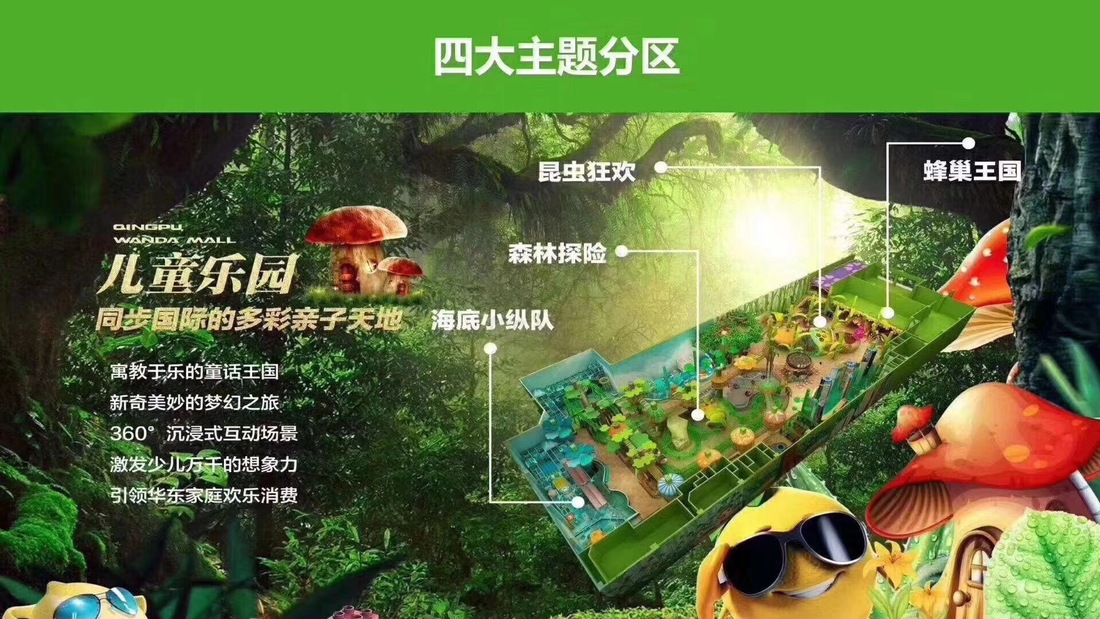 四大主题分区
昆虫狂欢
蜂巢王国
森林探险
QINGPU
WANDA MALL
儿童乐园
同步国际的多彩亲子天地
海底小纵队
寓教于乐的童话王国
新奇美妙的梦幻之旅
360°沉浸式互动场景
激发少儿万千的想象力
引领华东家庭欢乐消费